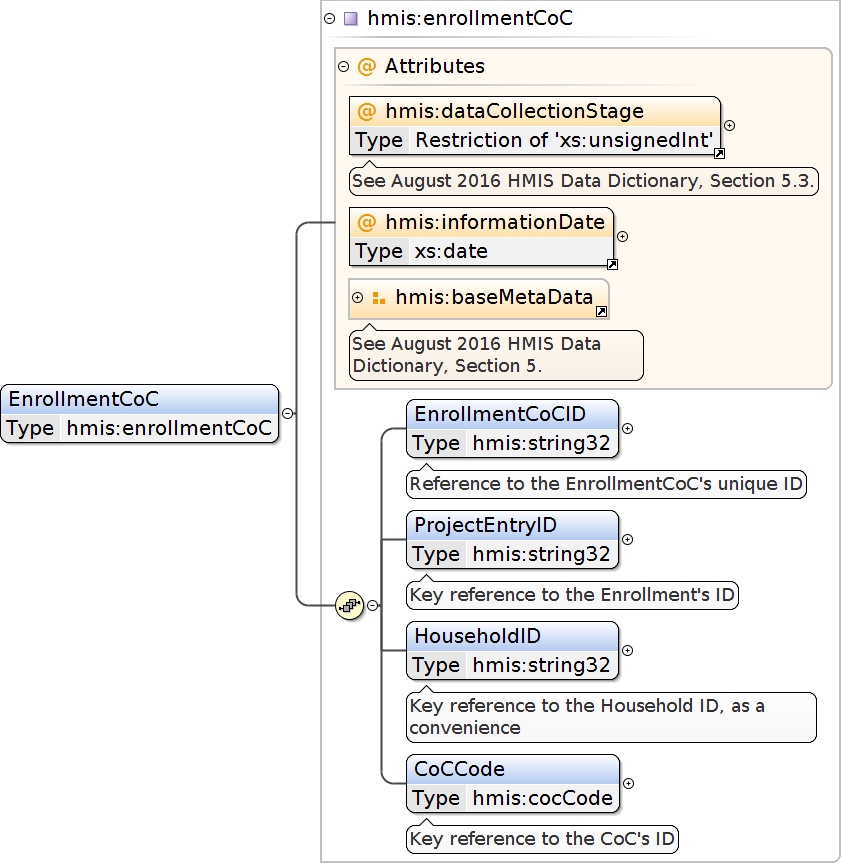 hmis:enrollmentCoC
@ Attributes
@ hmis:dataCollectionStage
Type Restriction of 'xs:unsignedInt'
See August 2016 HMIS Data Dictionary, Section 5.3.
@ hmis:informationDate
Type xs:date
hmis:baseMetaData
See August 2016 HMIS Data
Dictionary, Section 5.
EnrollmentCoC
Type hmis:enrollmentCoC
EnrollmentCoCID
Type hmis:string32
Reference to the EnrollmentCoC's unique ID
ProjectEntryID
Type hmis:string32
Key reference to the Enrollment's ID
HouseholdID
Type hmis:string32
Key reference to the Household ID, as a
convenience
CoCCode
Type hmis:cocCode
Key reference to the CoC's ID